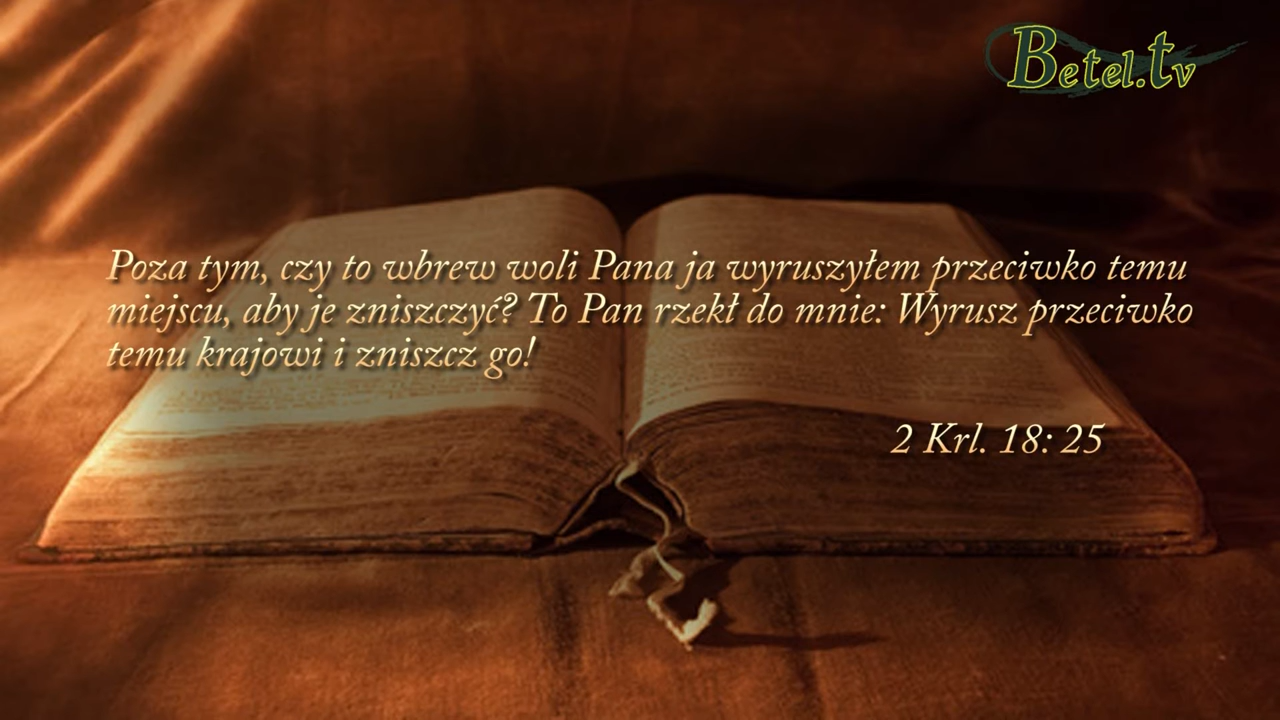 Betel.tv
Poza tym, czy to wbrew woli Pana ja wyruszyłem przeciwko temu
miejscu, aby je zniszczyć? To Pan rzekł do mnie: Wyrusz przeciwko
temu krajowi i zniszcz go!
2 Krl. 18: 25